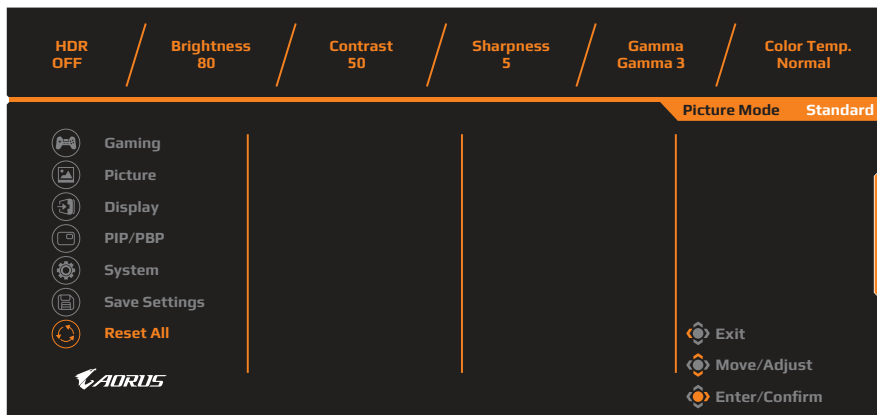 HDR Brightness Contrast Sharpness Gamma Color Temp.
OFF 80 50 5 Gamma 3 Normal
Picture Mode Standard
Gaming
Picture
Display
PIP/PBP
System
Save Settings
Reset All
Exit
Move/Adjust
AORUS
Enter/Confirm